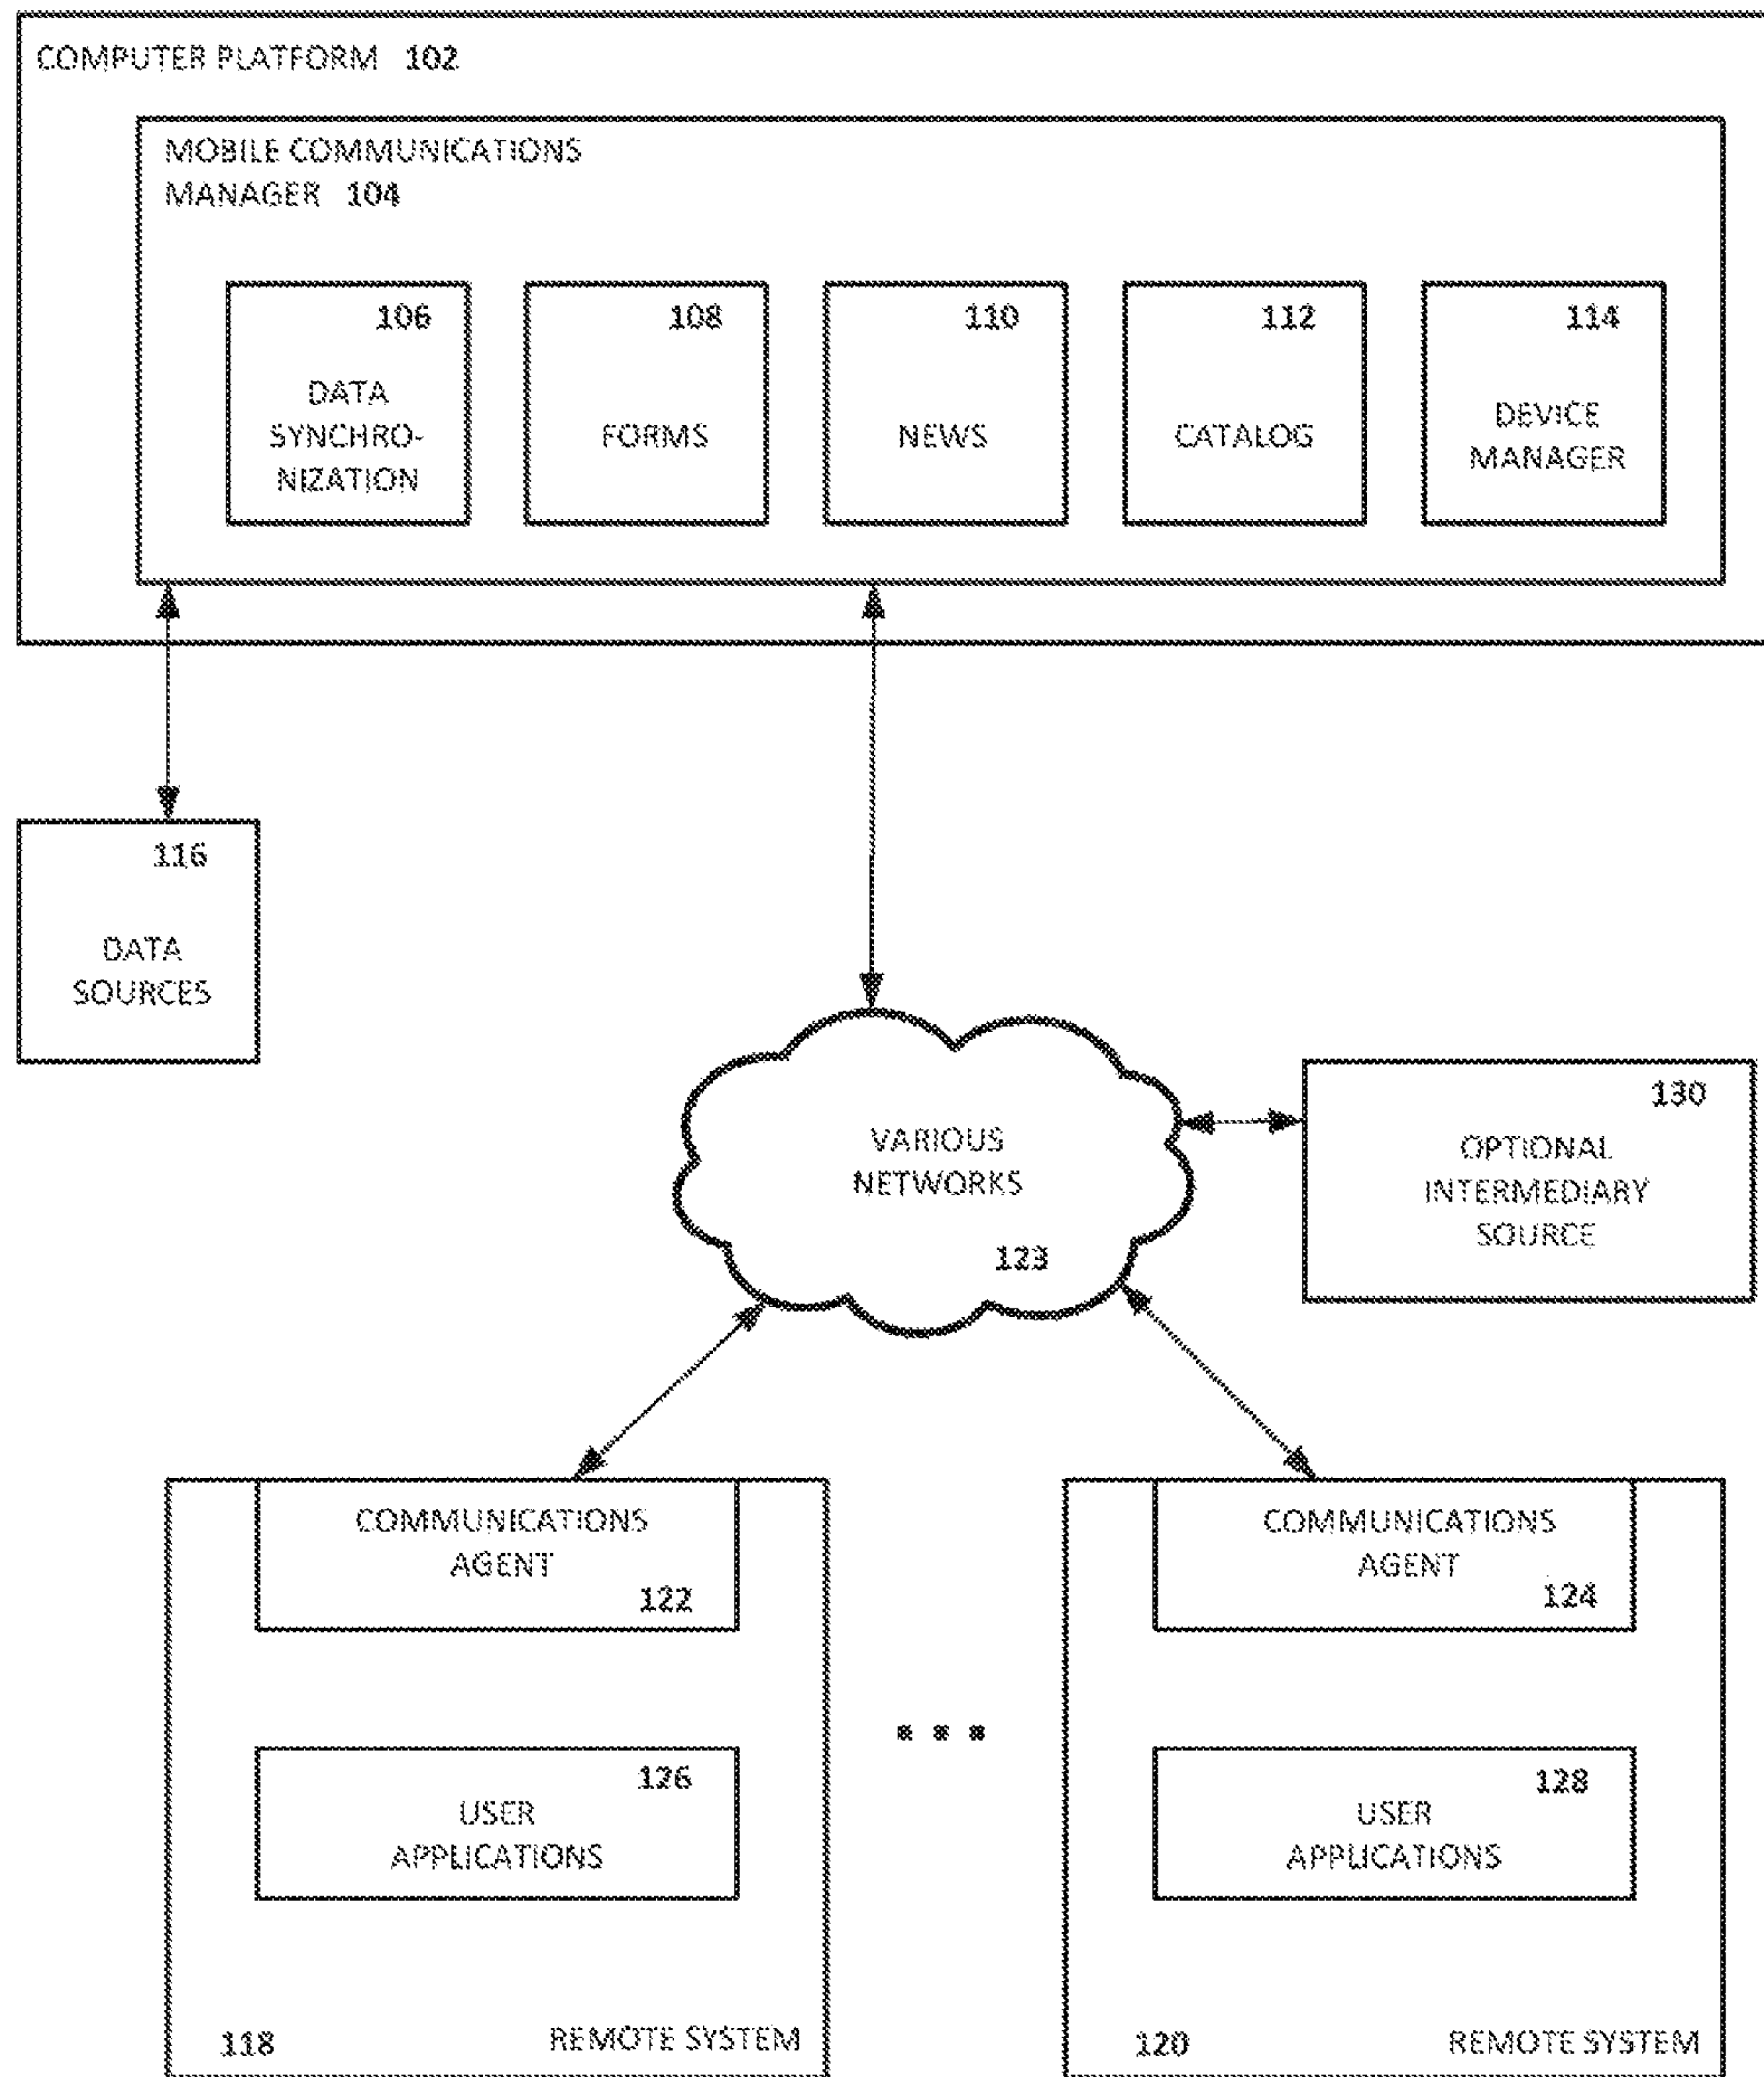 COMPUTER PLATFORM 102
MOBILE COMMUNICATIONS
MANAGER 104
106
DATA
SYNCHRO-
NIZATION
108
FORMS
110
NEWS
112
CATALOG
114
DEVICE
MANAGER
116
DATA
SOURCES
VARIOUS
NETWORKS
123
130
OPTIONAL
INTERMEDIARY
SOURCE
COMMUNICATIONS
AGENT
122
126
USER
APPLICATIONS
118 REMOTE SYSTEM
...
COMMUNICATIONS
AGENT
124
128
USER
APPLICATIONS
120 REMOTE SYSTEM